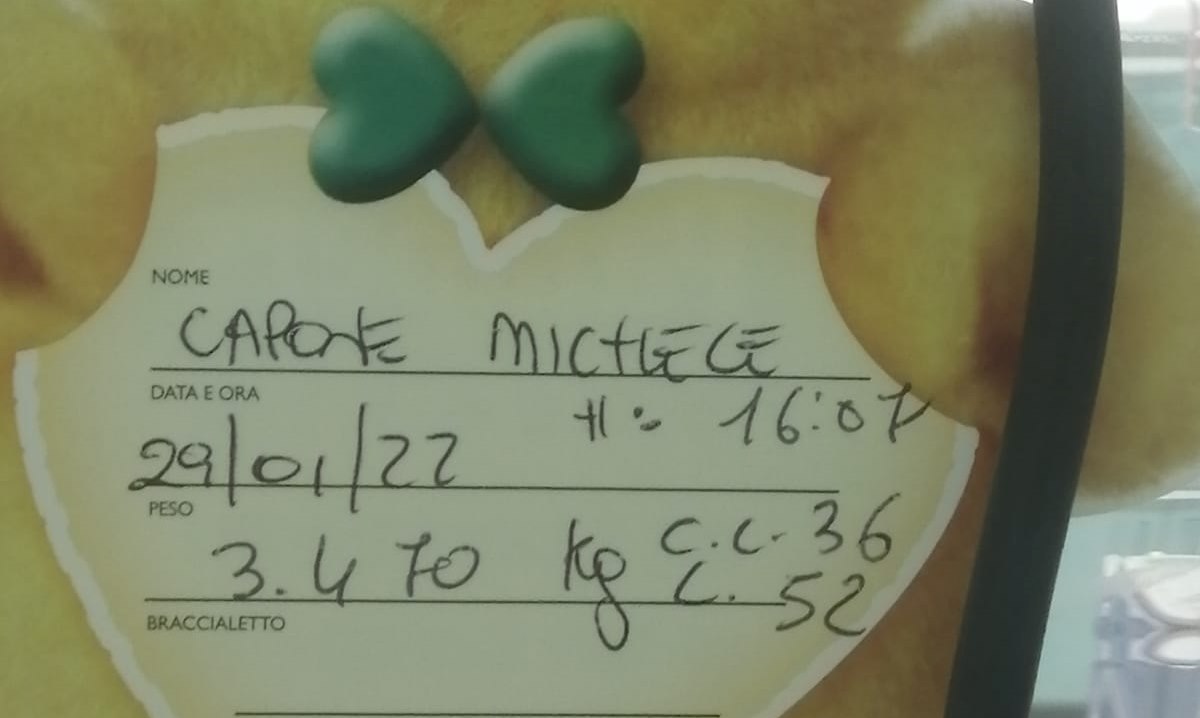 NOME
CAPONE MICHELE
DATA E ORA
H: 16:07
29/01/22
PESO
3.470 Kg C.C. 36
L. 52
BRACCIALETTO